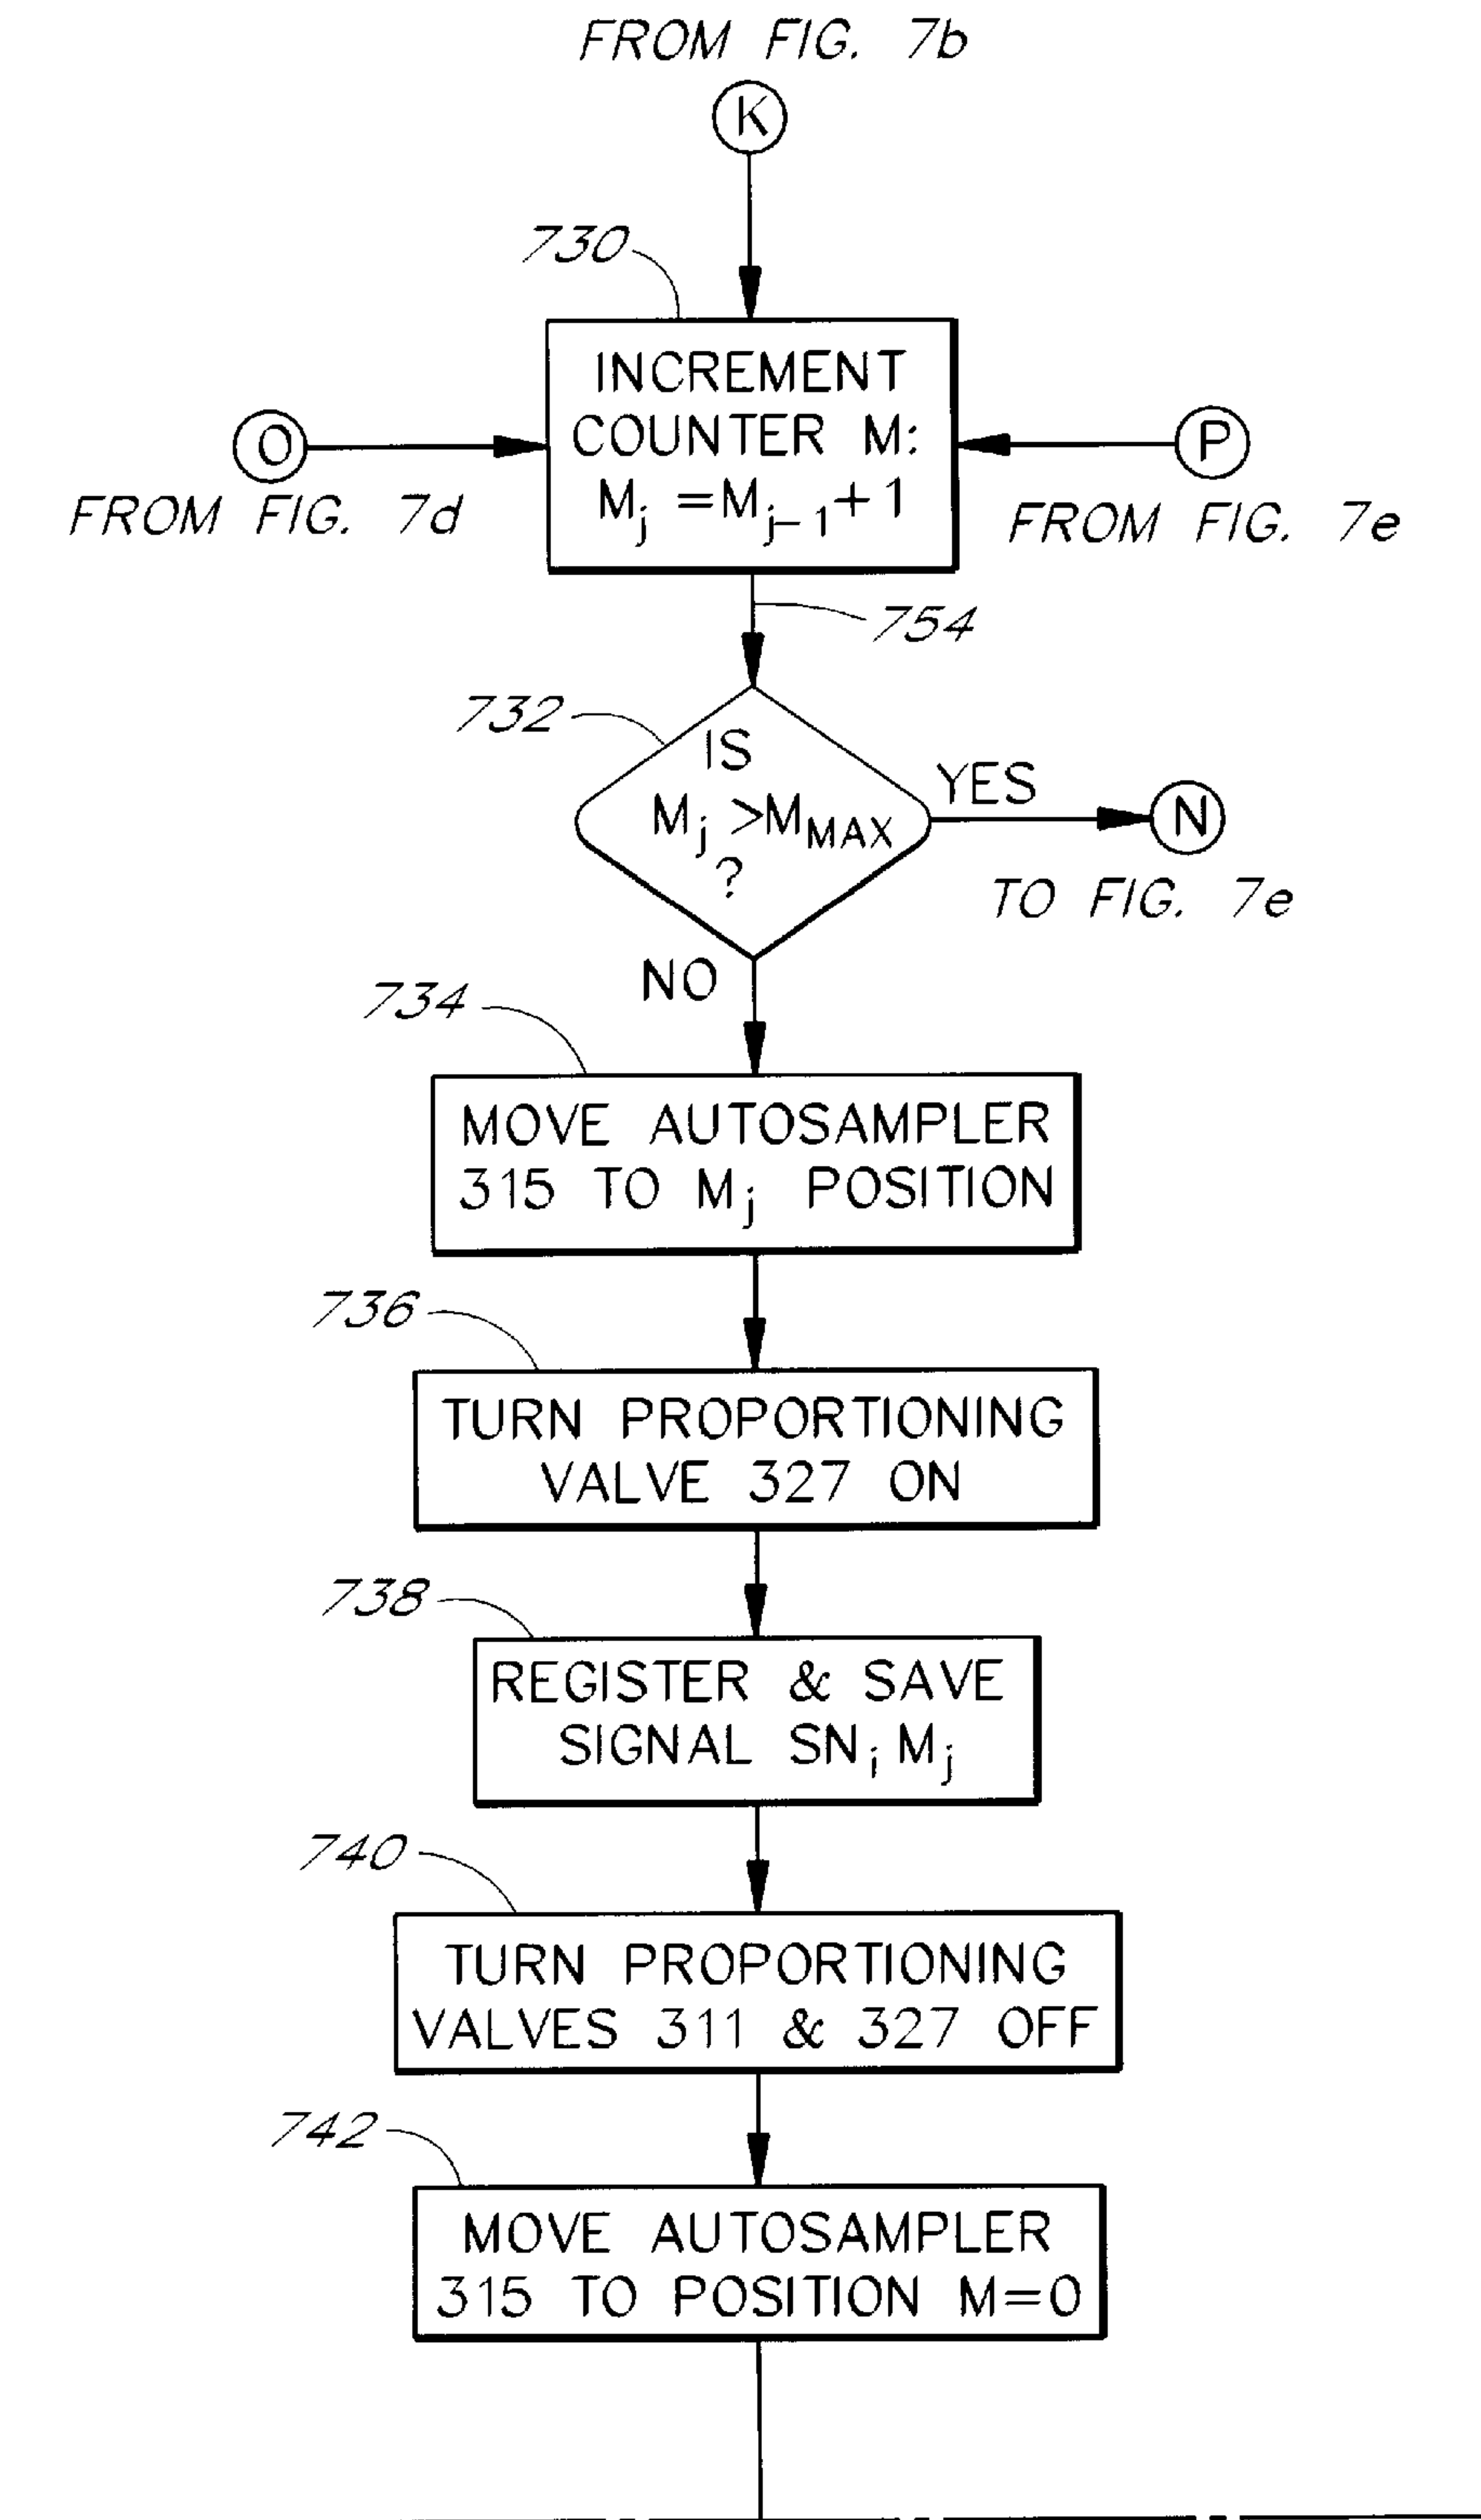 FROM FIG. 7b
K
730
INCREMENT
COUNTER M:
Mj =Mj-1+1
O
FROM FIG. 7d
P
FROM FIG. 7e
754
732
IS
Mj >MMAX
?
YES
N
TO FIG. 7e
NO
734
MOVE AUTOSAMPLER
315 TO Mj POSITION
736
TURN PROPORTIONING
VALVE 327 ON
738
REGISTER & SAVE
SIGNAL SNi Mj
740
TURN PROPORTIONING
VALVES 311 & 327 OFF
742
MOVE AUTOSAMPLER
315 TO POSITION M=0